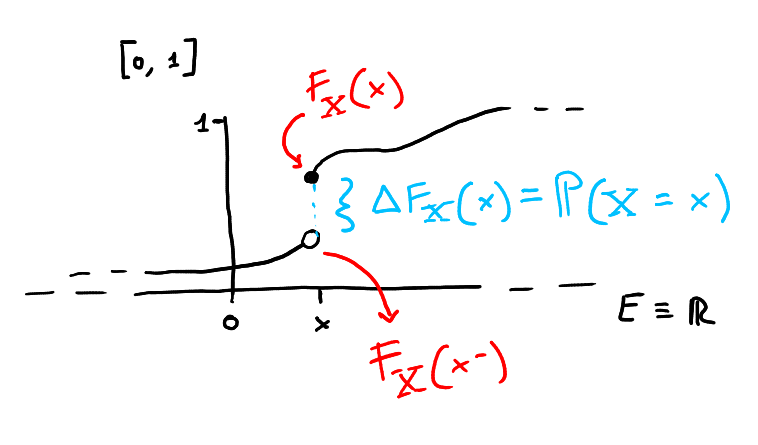 [0, 1]
F_X(x)
1
ΔF_X(x) = ℙ(X = x)
0 x
E ≡ ℝ
F_X(x⁻)